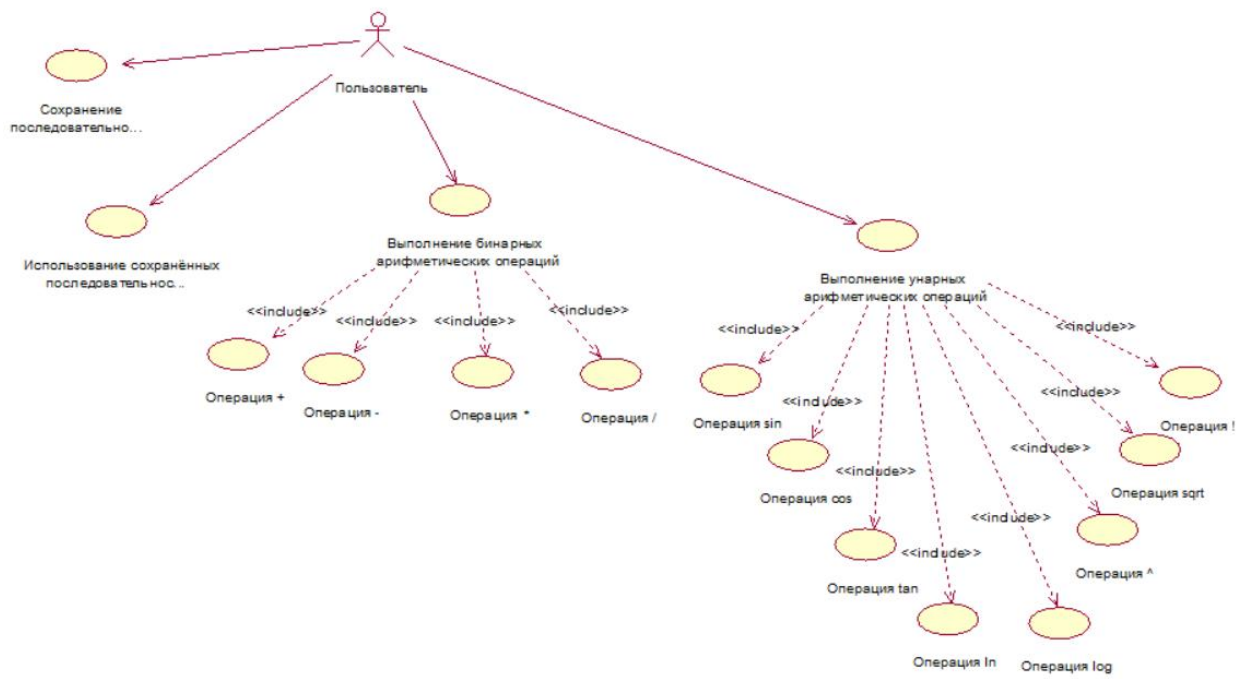 Пользователь
Сохранение
последовательно...
Использование сохранённых
последовательнос...
Выполнение бинарных
арифметических операций
<<include>>
<<include>>
<<include>>
<<include>>
Операция +
Операция -
Операция *
Операция /
Выполнение унарных
арифметических операций
<<include>>
<<include>>
<<include>>
<<include>>
<<include>>
<<include>>
<<include>>
<<include>>
Операция sin
Операция cos
Операция tan
Операция ln
Операция log
Операция ^
Операция sqrt
Операция !